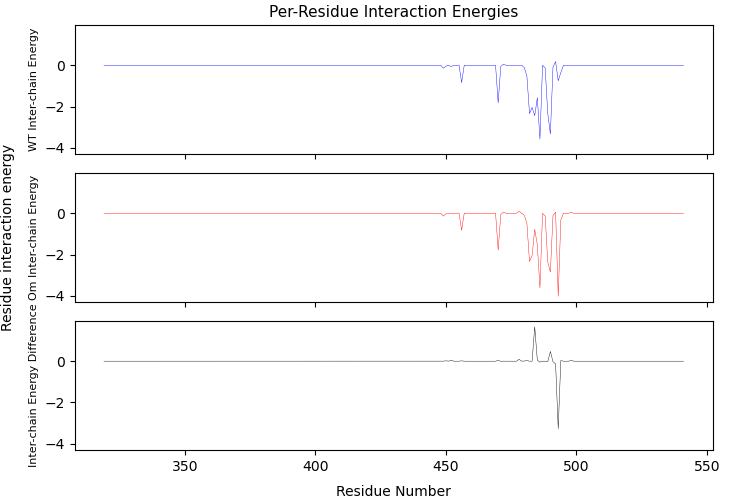 Per-Residue Interaction Energies
Residue interaction energy
WT Inter-chain Energy
0
−2
−4
Om Inter-chain Energy
0
−2
−4
Inter-chain Energy Difference
0
−2
−4
350
400
450
500
550
Residue Number